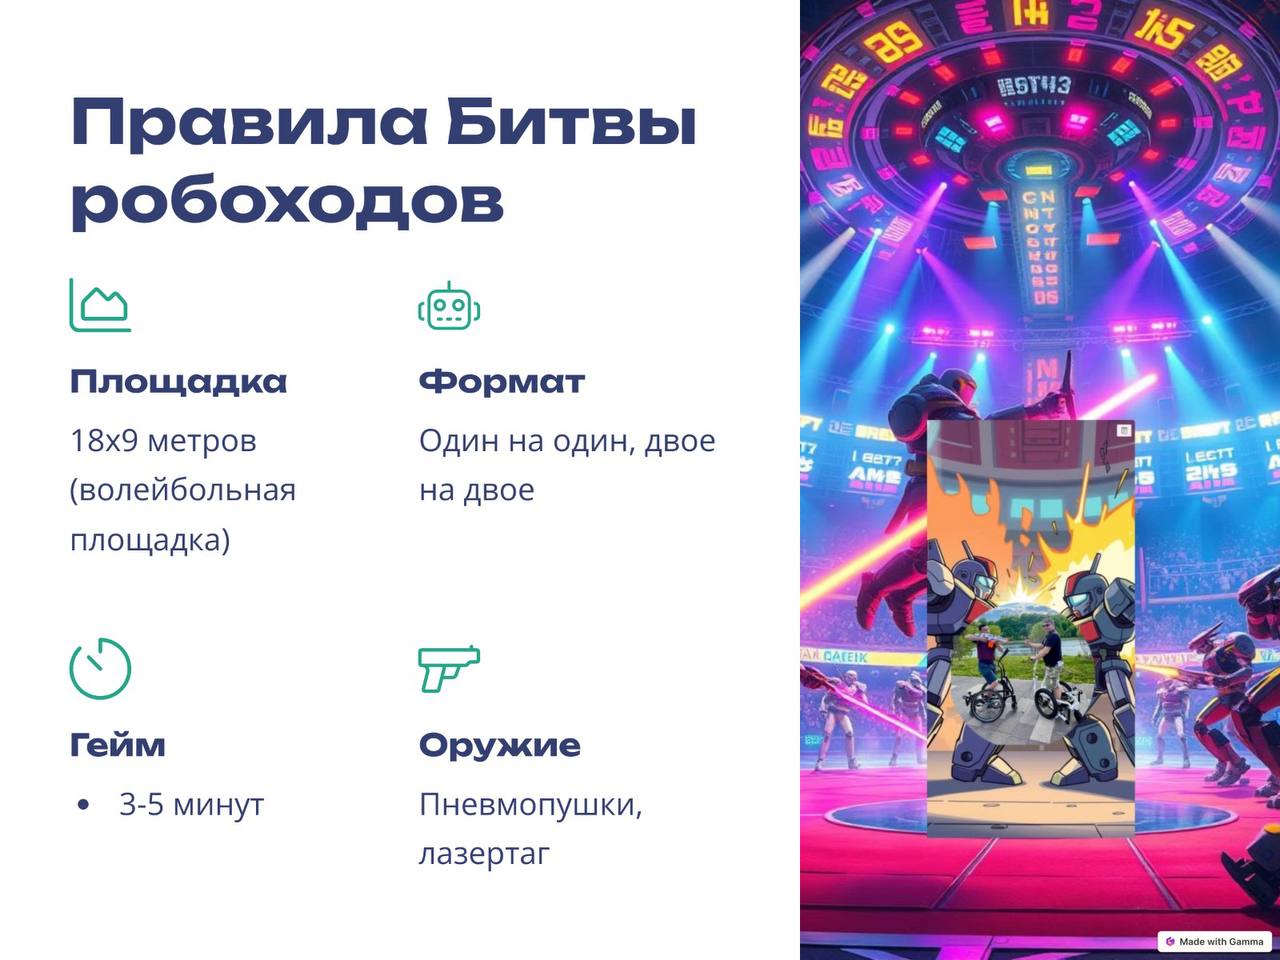 Правила Битвы
робоходов
Площадка
18х9 метров
(волейбольная
площадка)
Формат
Один на один, двое
на двое
Гейм
• 3-5 минут
Оружие
Пневмопушки,
лазертаг
Made with Gamma